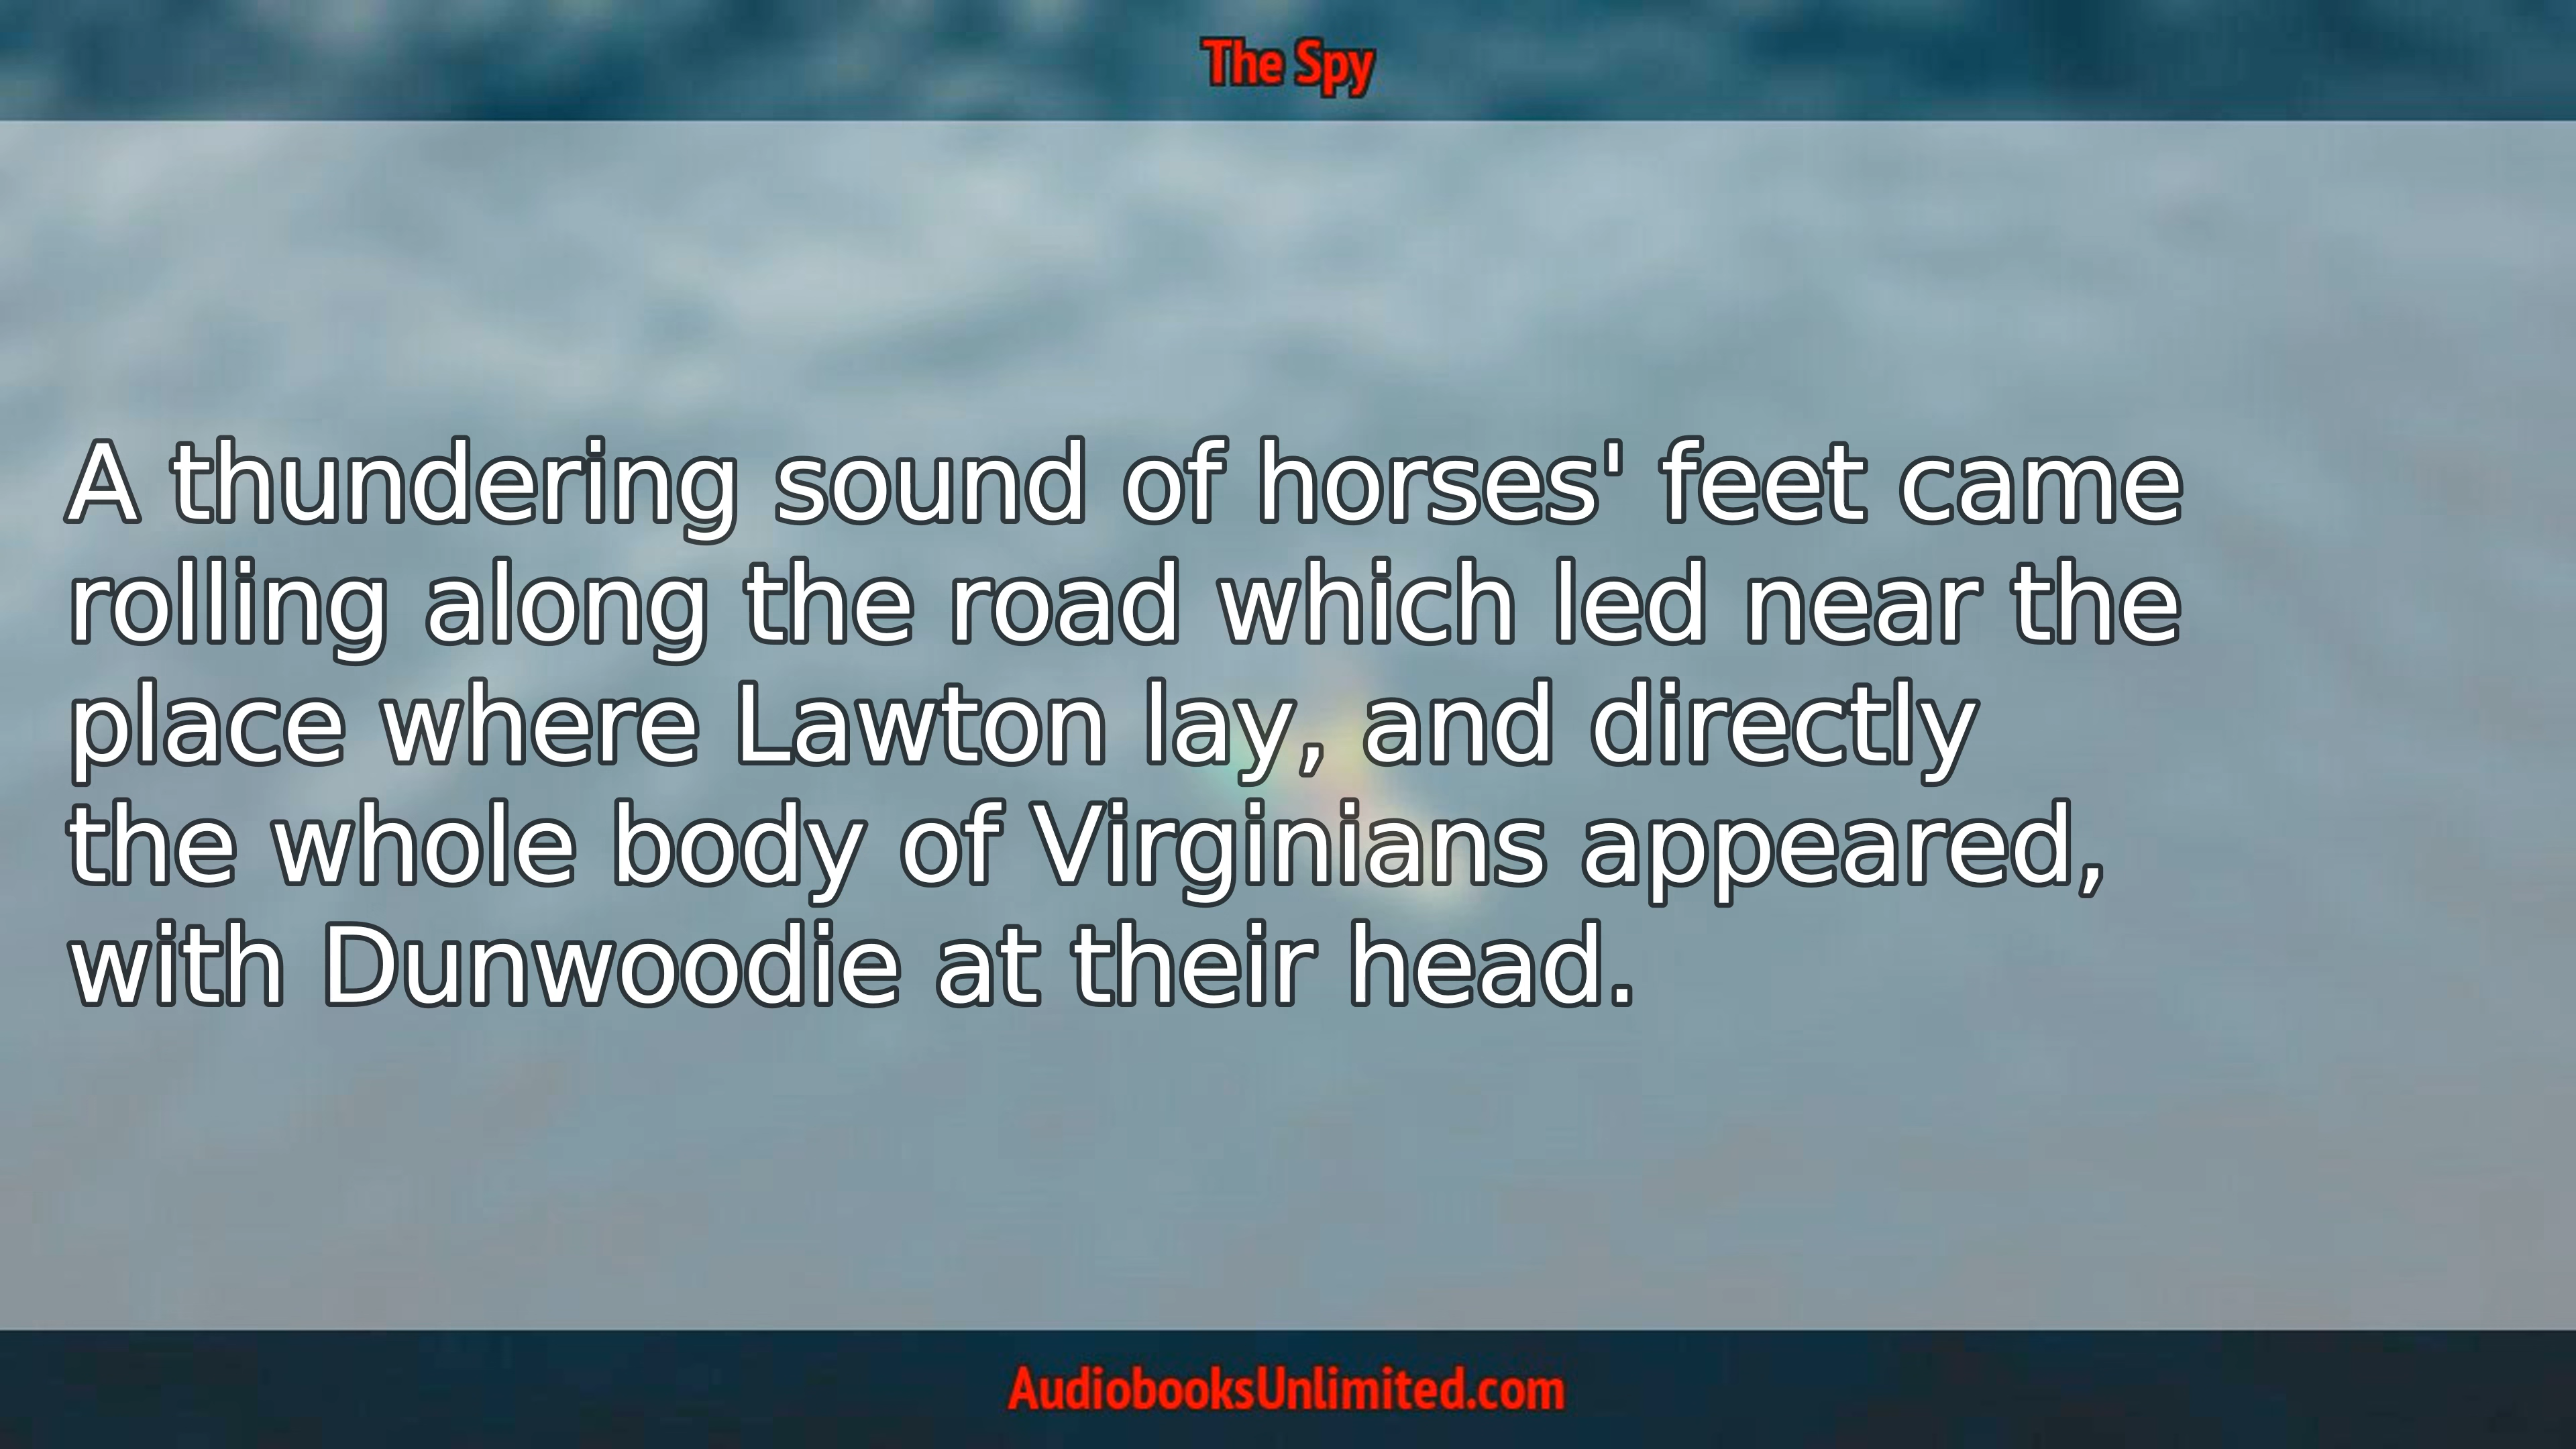 The Spy
A thundering sound of horses' feet came
rolling along the road which led near the
place where Lawton lay, and directly
the whole body of Virginians appeared,
with Dunwoodie at their head.
AudiobooksUnlimited.com